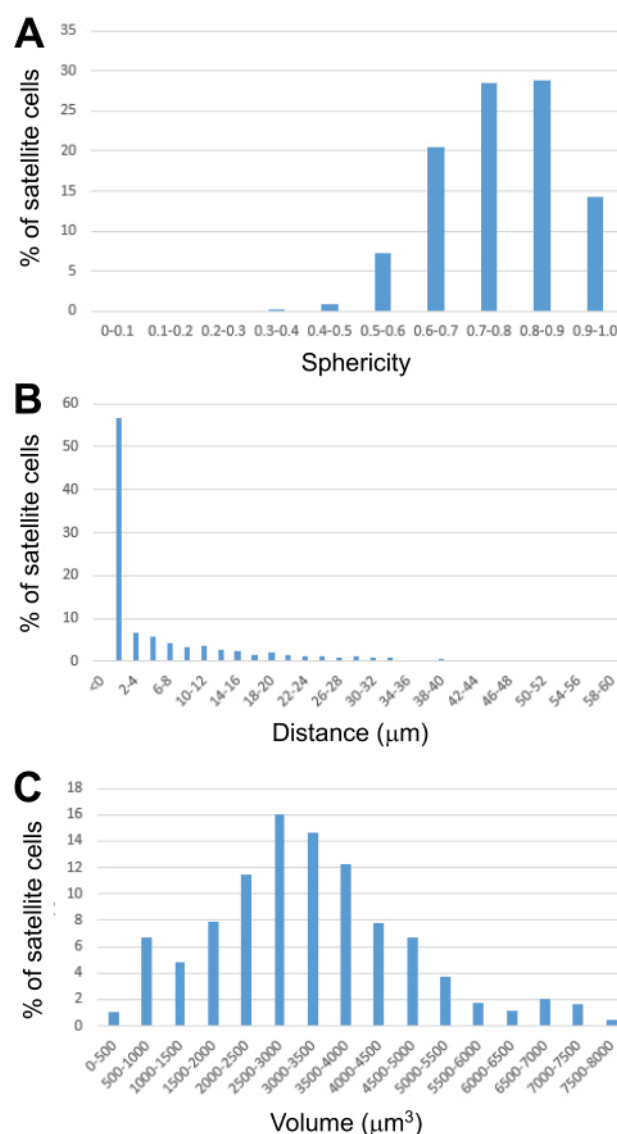 A
% of satellite cells
35
30
25
20
15
10
5
0
0-0.1 0.1-0.2 0.2-0.3 0.3-0.4 0.4-0.5 0.5-0.6 0.6-0.7 0.7-0.8 0.8-0.9 0.9-1.0
Sphericity
B
% of satellite cells
60
50
40
30
20
10
0
<0 2-4 6-8 10-12 14-16 18-20 22-24 26-28 30-32 34-36 38-40 42-44 46-48 50-52 54-56 58-60
Distance (μm)
C
% of satellite cells
18
16
14
12
10
8
6
4
2
0
0-500 500-1000 1000-1500 1500-2000 2000-2500 2500-3000 3000-3500 3500-4000 4000-4500 4500-5000 5000-5500 5500-6000 6000-6500 6500-7000 7000-7500 7500-8000
Volume (μm³)